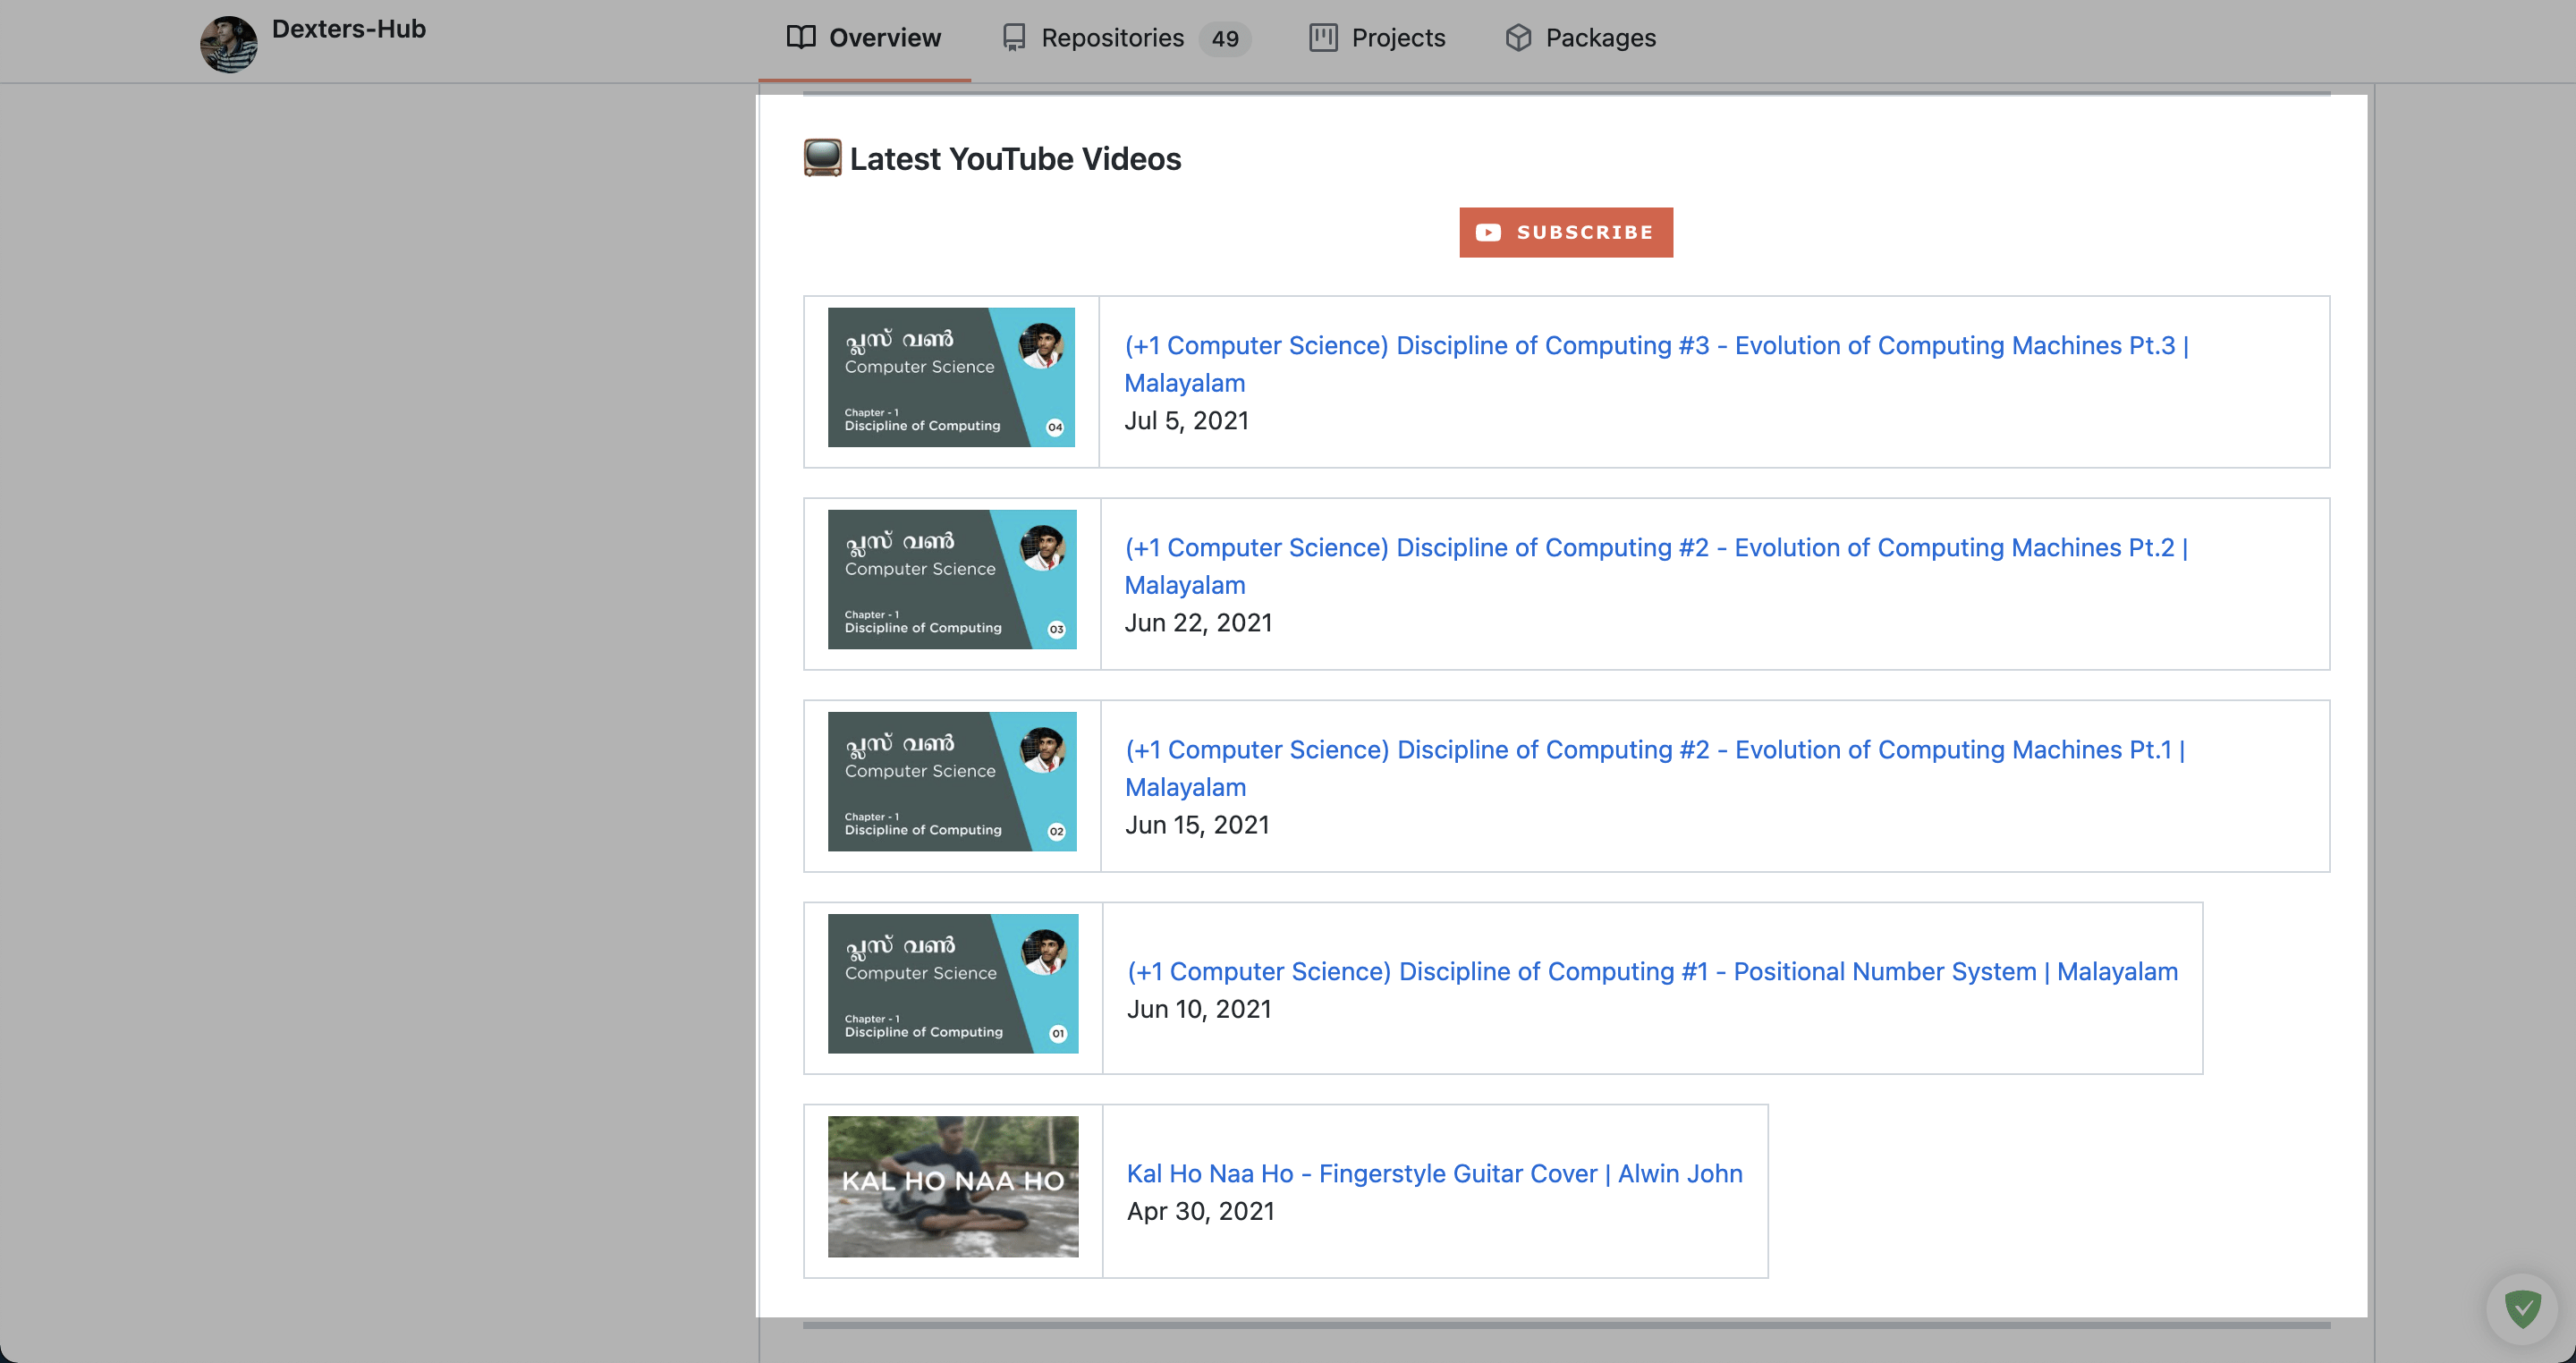 Dexters-Hub
Overview
Repositories 49
Projects
Packages
Latest YouTube Videos
SUBSCRIBE
പ്ലസ് വൺ
Computer Science
Chapter - 1
Discipline of Computing
04
(+1 Computer Science) Discipline of Computing #3 - Evolution of Computing Machines Pt.3 |
Malayalam
Jul 5, 2021
പ്ലസ് വൺ
Computer Science
Chapter - 1
Discipline of Computing
03
(+1 Computer Science) Discipline of Computing #2 - Evolution of Computing Machines Pt.2 |
Malayalam
Jun 22, 2021
പ്ലസ് വൺ
Computer Science
Chapter - 1
Discipline of Computing
02
(+1 Computer Science) Discipline of Computing #2 - Evolution of Computing Machines Pt.1 |
Malayalam
Jun 15, 2021
പ്ലസ് വൺ
Computer Science
Chapter - 1
Discipline of Computing
01
(+1 Computer Science) Discipline of Computing #1 - Positional Number System | Malayalam
Jun 10, 2021
KAL HO NAA HO
Kal Ho Naa Ho - Fingerstyle Guitar Cover | Alwin John
Apr 30, 2021